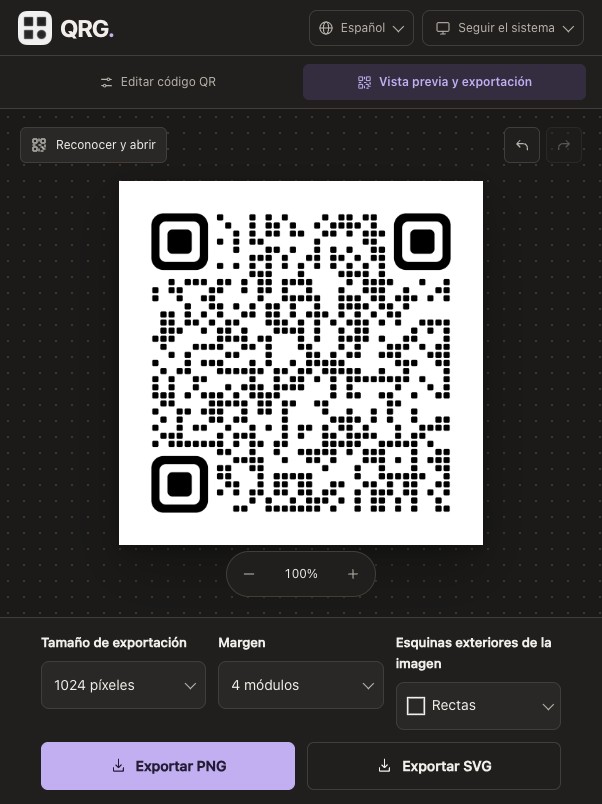 QRG.
Español
Seguir el sistema
Editar código QR
Vista previa y exportación
Reconocer y abrir
100%
Tamaño de exportación
1024 píxeles
Margen
4 módulos
Esquinas exteriores de la
imagen
Rectas
Exportar PNG
Exportar SVG